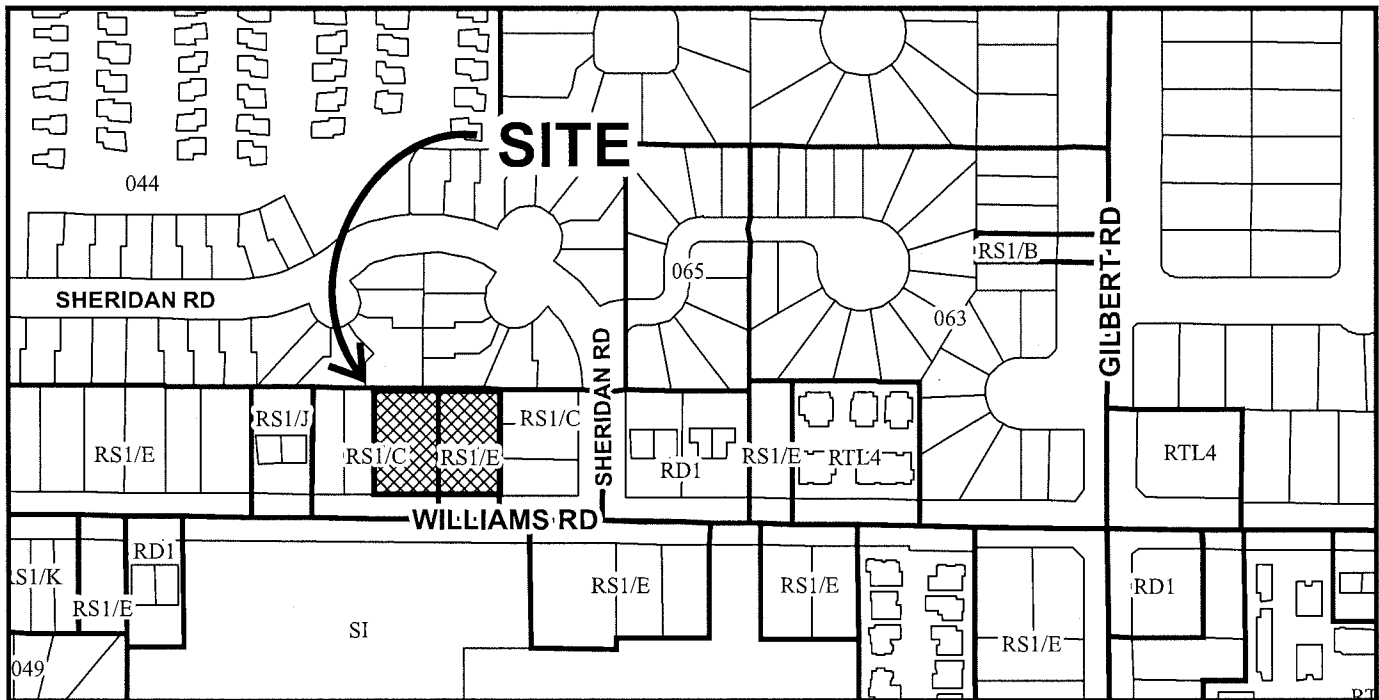 SITE
044
065
RS1/B
GILBERT RD
SHERIDAN RD
063
SHERIDAN RD
RS1/J
RS1/C
RS1/E
RS1/C
RS1/E
RD1
RS1/E
RTL4
RTL4
WILLIAMS RD
RS1/K
RD1
RS1/E
RS1/E
RS1/E
RD1
SI
RS1/E
049